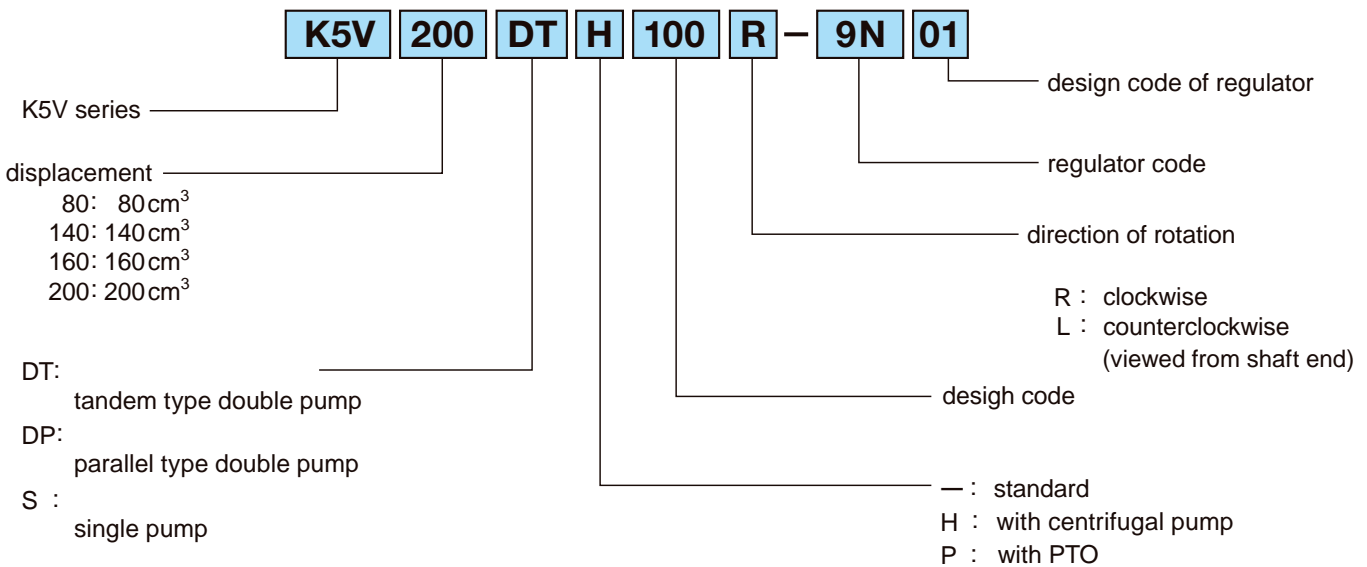 K5V 200 DT H 100 R – 9N 01
design code of regulator
K5V series
regulator code
displacement
80: 80cm³
140: 140cm³
160: 160cm³
200: 200cm³
direction of rotation
R : clockwise
L : counterclockwise
(viewed from shaft end)
DT:
tandem type double pump
DP:
parallel type double pump
S :
single pump
desigh code
— : standard
H : with centrifugal pump
P : with PTO